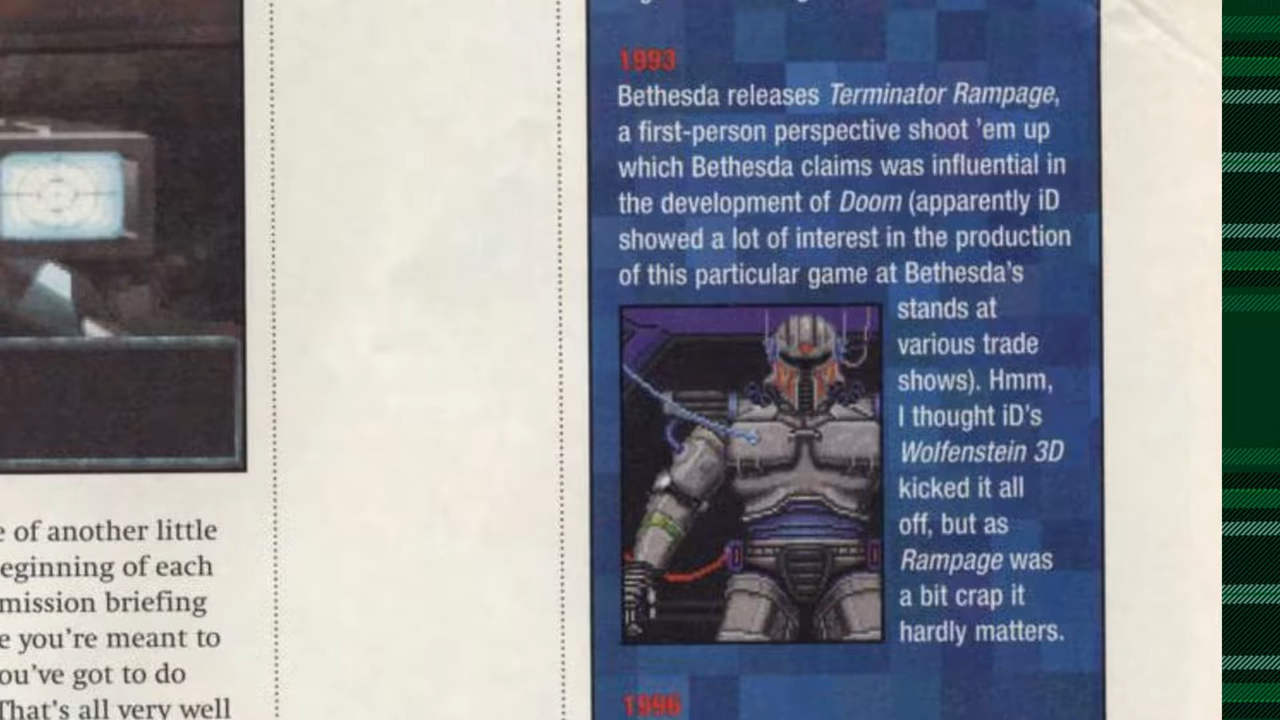 e of another little
eginning of each
mission briefing
e you're meant to
ou've got to do
That's all very well
1993
Bethesda releases Terminator Rampage,
a first-person perspective shoot 'em up
which Bethesda claims was influential in
the development of Doom (apparently iD
showed a lot of interest in the production
of this particular game at Bethesda's
stands at
various trade
shows). Hmm,
I thought iD's
Wolfenstein 3D
kicked it all
off, but as
Rampage was
a bit crap it
hardly matters.
1996